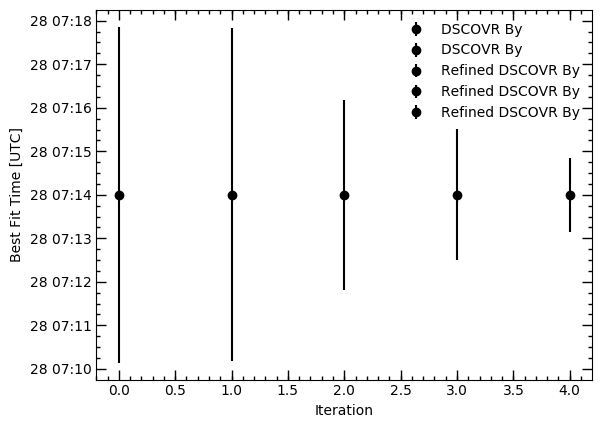 28 07:18
28 07:17
28 07:16
28 07:15
28 07:14
28 07:13
28 07:12
28 07:11
28 07:10
Best Fit Time [UTC]
DSCOVR By
DSCOVR By
Refined DSCOVR By
Refined DSCOVR By
Refined DSCOVR By
0.0 0.5 1.0 1.5 2.0 2.5 3.0 3.5 4.0
Iteration